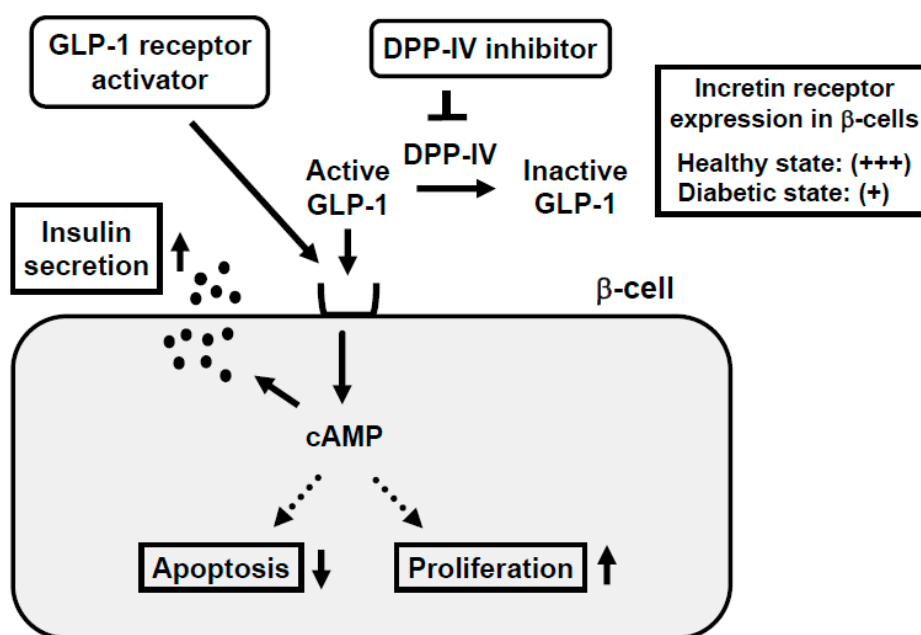 GLP-1 receptor
activator
DPP-IV inhibitor
Incretin receptor
expression in β-cells
Healthy state: (+++)
Diabetic state: (+)
DPP-IV
Active
GLP-1
Inactive
GLP-1
Insulin
secretion
β-cell
cAMP
Apoptosis
Proliferation